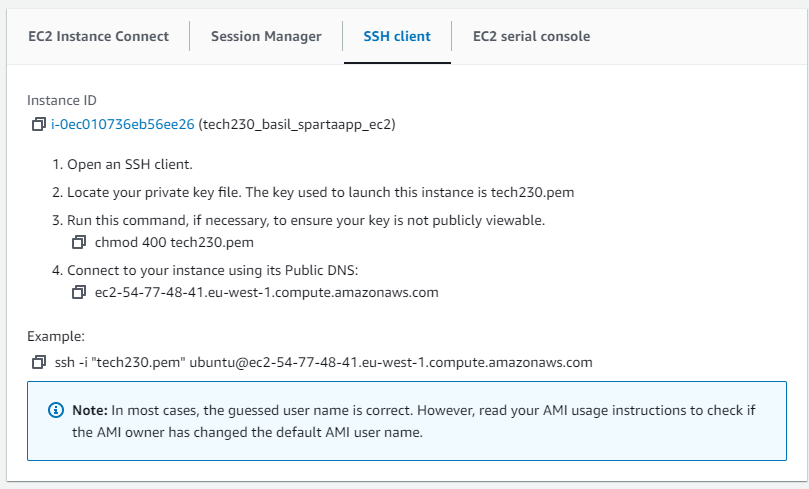 EC2 Instance Connect
Session Manager
SSH client
EC2 serial console
Instance ID
i-0ec010736eb56ee26 (tech230_basil_spartaapp_ec2)
1. Open an SSH client.
2. Locate your private key file. The key used to launch this instance is tech230.pem
3. Run this command, if necessary, to ensure your key is not publicly viewable.
chmod 400 tech230.pem
4. Connect to your instance using its Public DNS:
ec2-54-77-48-41.eu-west-1.compute.amazonaws.com
Example:
ssh -i "tech230.pem" ubuntu@ec2-54-77-48-41.eu-west-1.compute.amazonaws.com
Note: In most cases, the guessed user name is correct. However, read your AMI usage instructions to check if
the AMI owner has changed the default AMI user name.